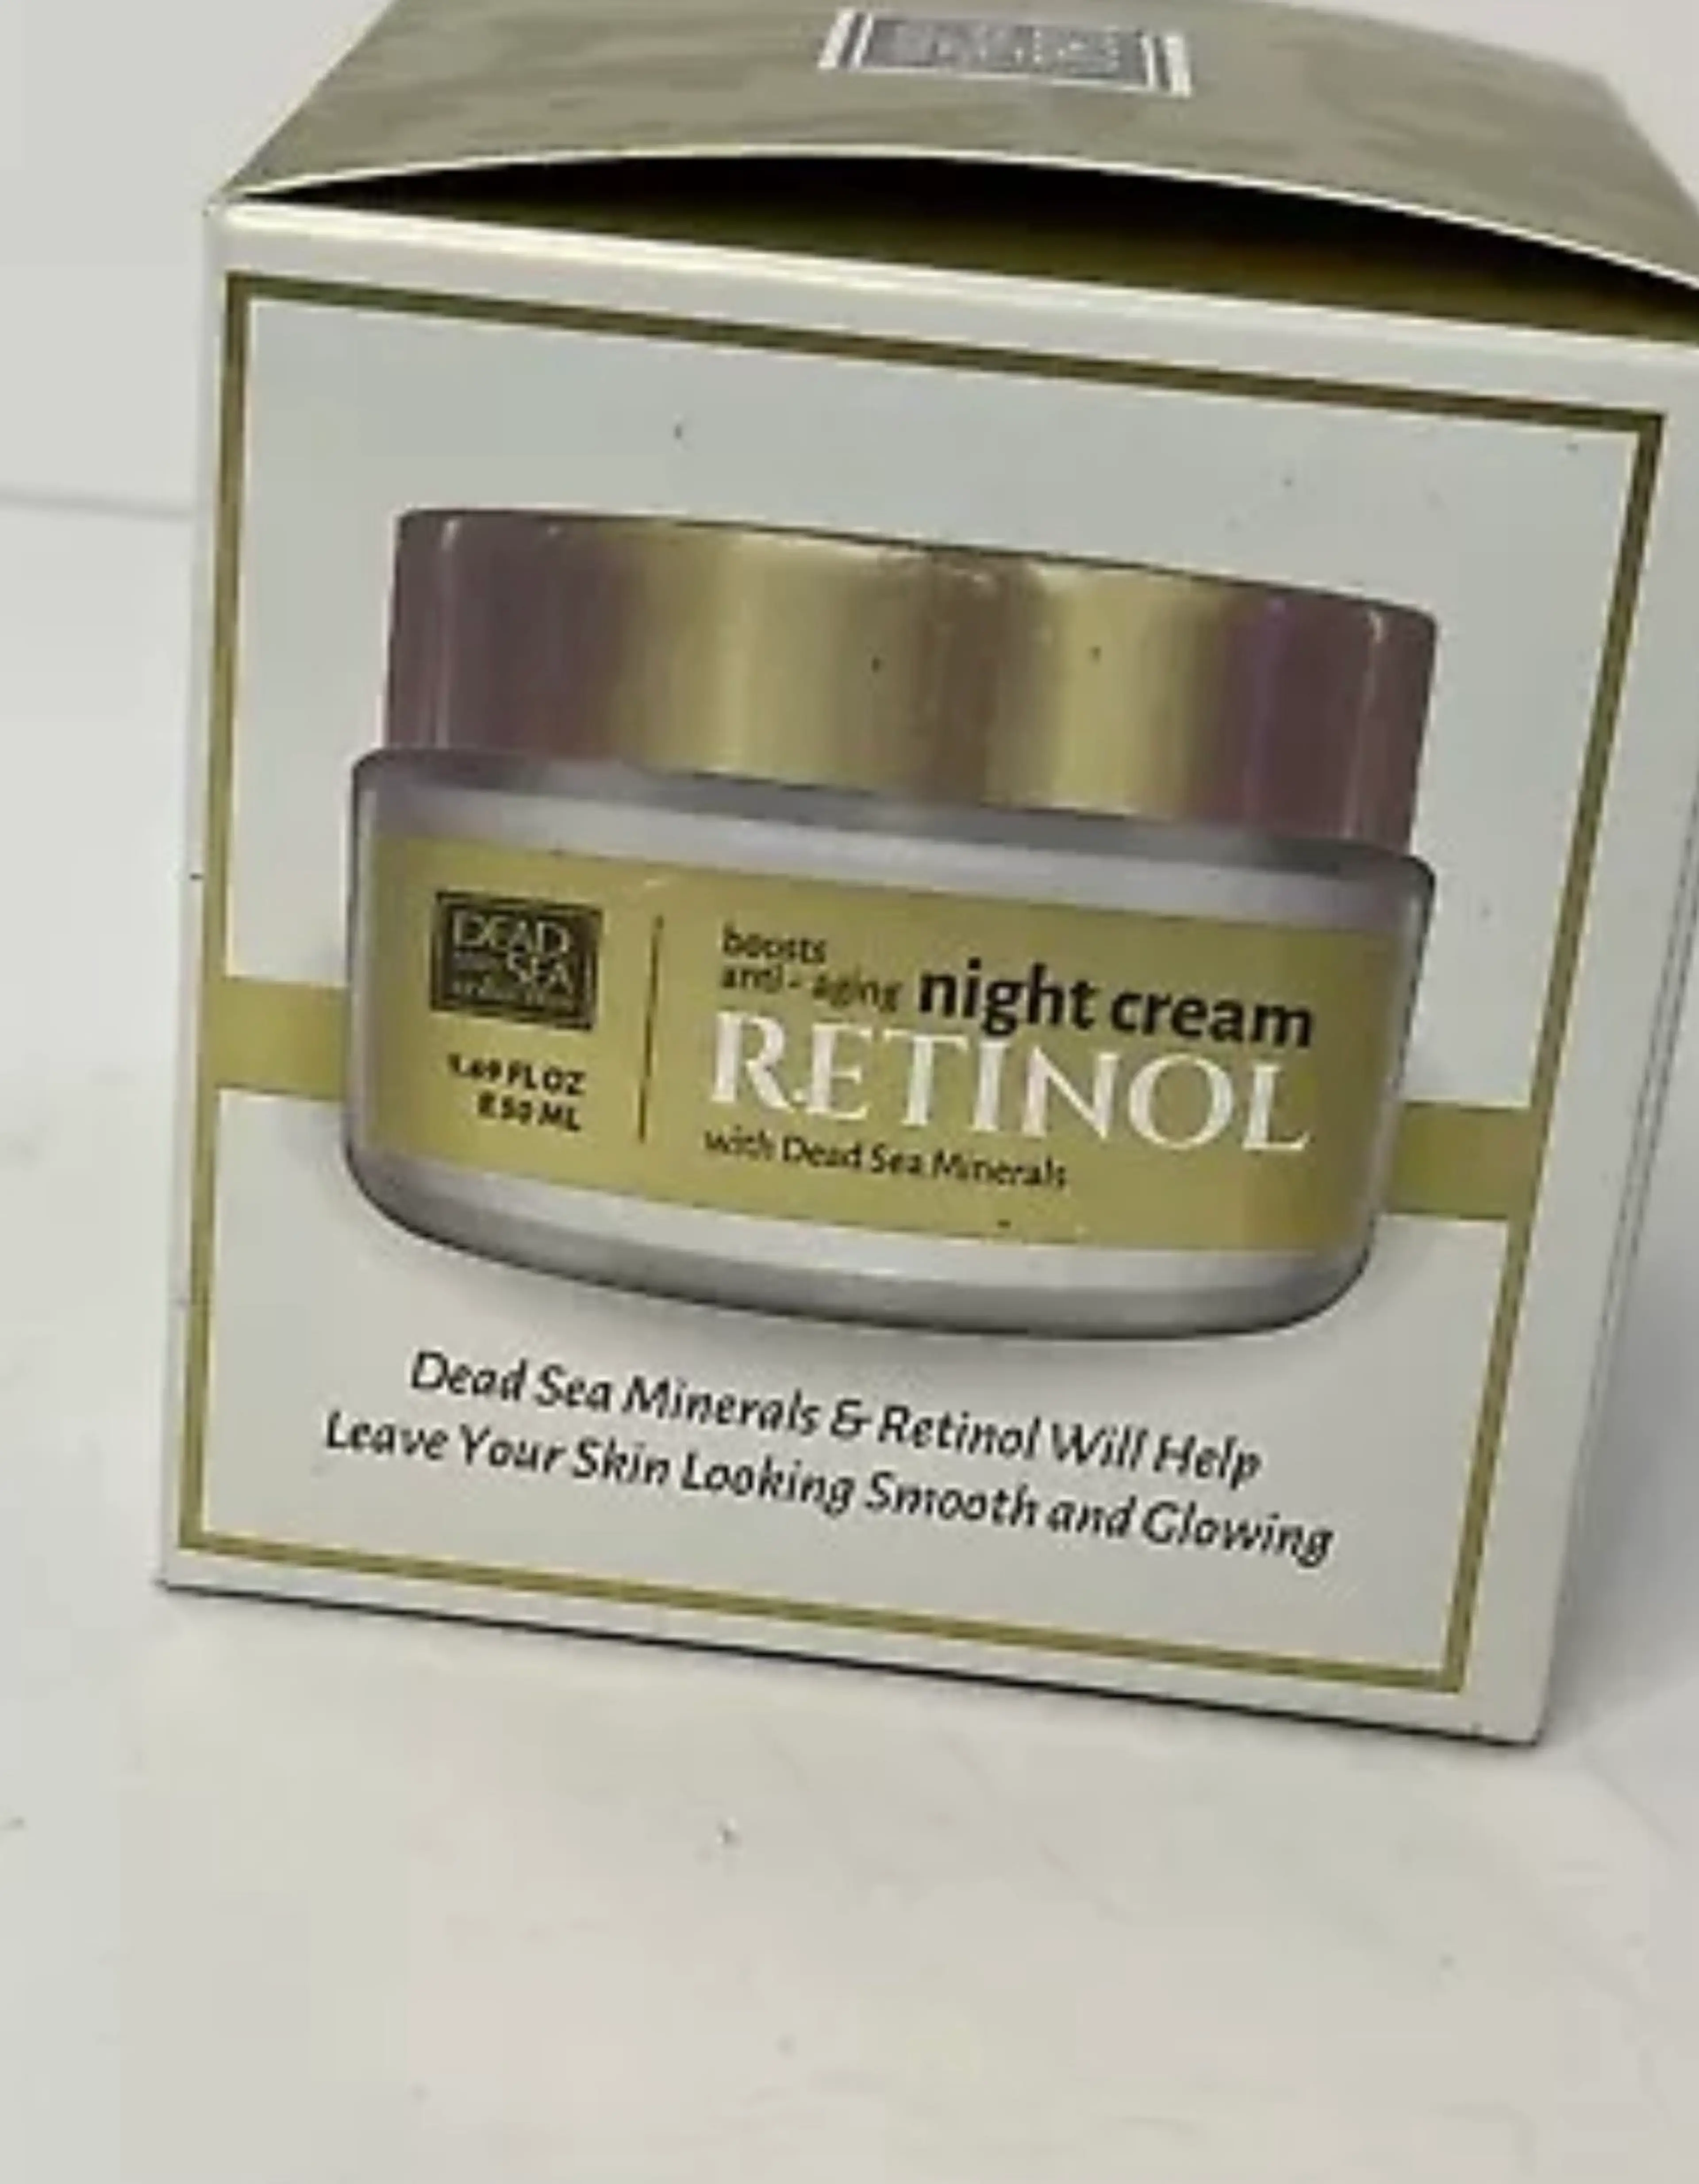 DEAD
SEA
1.69 FL OZ
50 ML
boosts
anti-aging night cream
RETINOL
with Dead Sea Minerals
Dead Sea Minerals & Retinol Will Help
Leave Your Skin Looking Smooth and Glowing